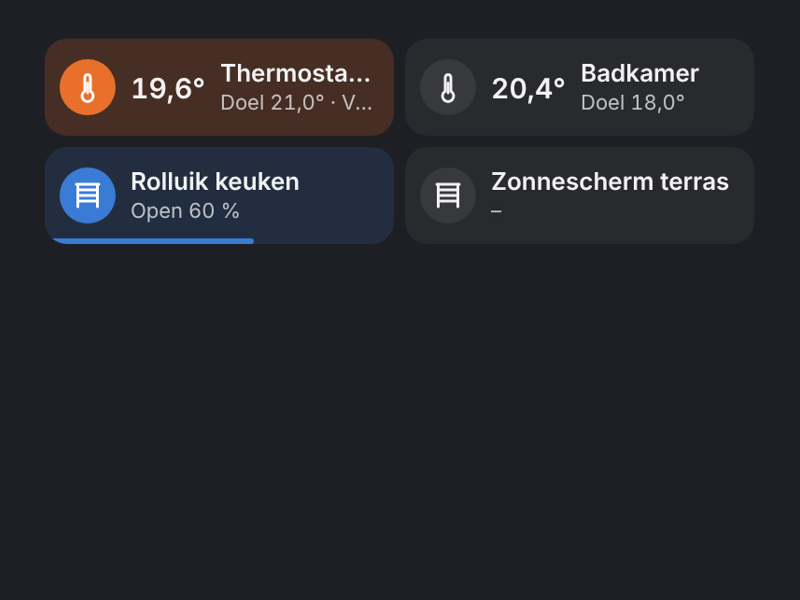 19,6°
Thermosta...
Doel 21,0° · V...
20,4°
Badkamer
Doel 18,0°
Rolluik keuken
Open 60 %
Zonnescherm terras
–